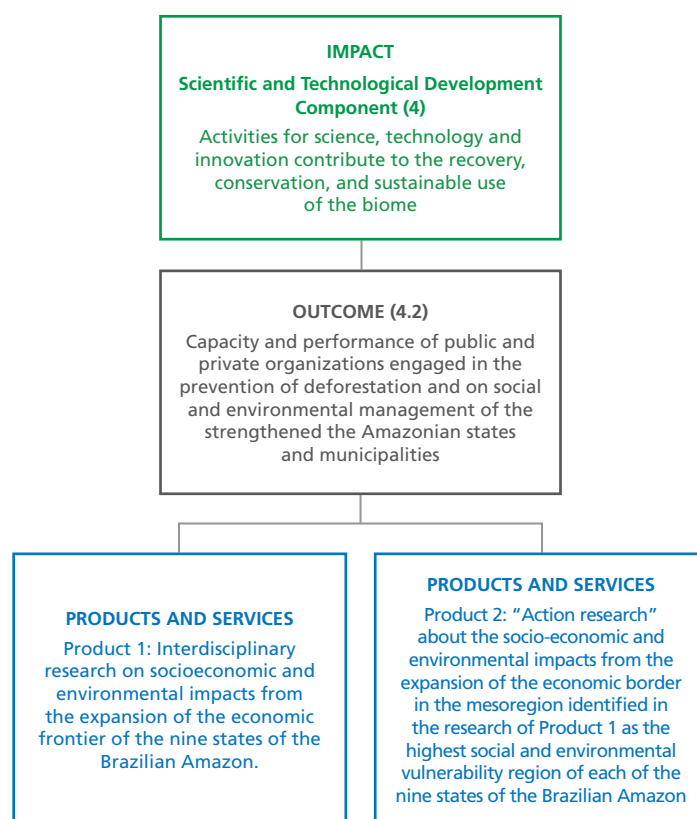 IMPACT
Scientific and Technological Development
Component (4)
Activities for science, technology and
innovation contribute to the recovery,
conservation, and sustainable use
of the biome
OUTCOME (4.2)
Capacity and performance of public and
private organizations engaged in the
prevention of deforestation and on social
and environmental management of the
strengthened the Amazonian states
and municipalities
PRODUCTS AND SERVICES
Product 1: Interdisciplinary
research on socioeconomic and
environmental impacts from
the expansion of the economic
frontier of the nine states of the
Brazilian Amazon.
PRODUCTS AND SERVICES
Product 2: “Action research”
about the socio-economic and
environmental impacts from the
expansion of the economic border
in the mesoregion identified in
the research of Product 1 as the
highest social and environmental
vulnerability region of each of the
nine states of the Brazilian Amazon